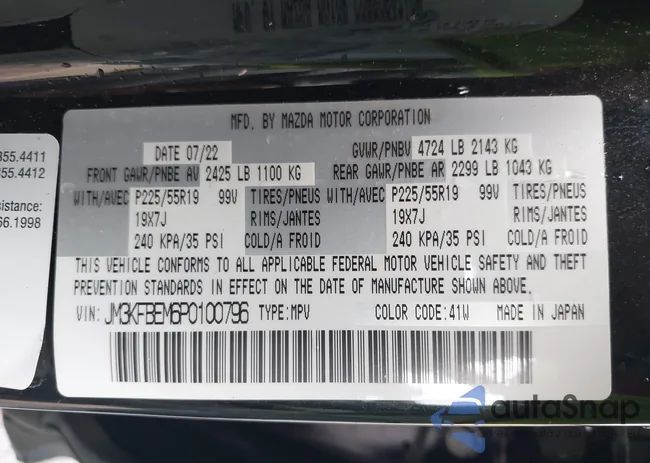 MFD. BY MAZDA MOTOR CORPORATION
DATE 07/22 GVWR/PNBV 4724 LB 2143 KG
FRONT GAWR/PNBE AV 2425 LB 1100 KG REAR GAWR/PNBE AR 2299 LB 1043 KG
WITH/AVEC P225/55R19 99V TIRES/PNEUS WITH/AVEC P225/55R19 99V TIRES/PNEUS
19X7J RIMS/JANTES 19X7J RIMS/JANTES
240 KPA/35 PSI COLD/A FROID 240 KPA/35 PSI COLD/A FROID
THIS VEHICLE CONFORMS TO ALL APPLICABLE FEDERAL MOTOR VEHICLE SAFETY AND THEFT
PREVENTION STANDARDS IN EFFECT ON THE DATE OF MANUFACTURE SHOWN ABOVE.
VIN: JM3KFBEM6P0100796 TYPE:MPV COLOR CODE:41W MADE IN JAPAN
355.4411
355.4412
sistance:
66.1998
autoSnap